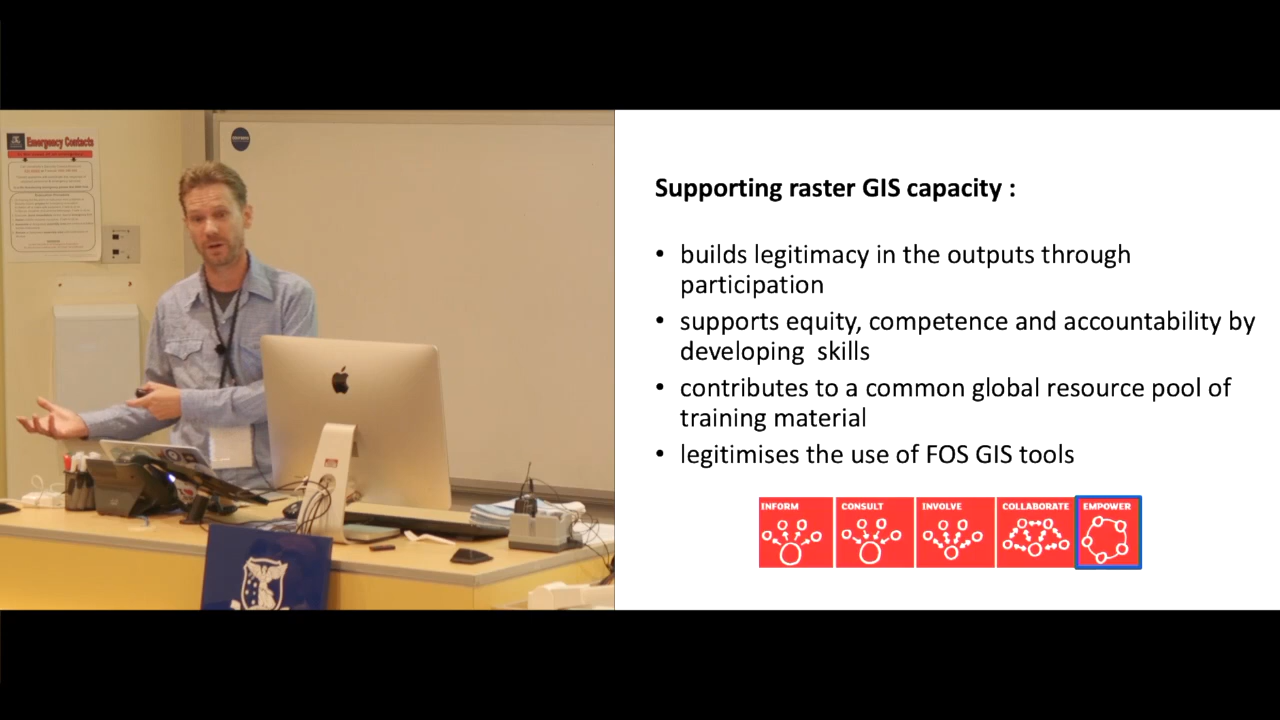 Emergency Contacts
Supporting raster GIS capacity :
• builds legitimacy in the outputs through
participation
• supports equity, competence and accountability by
developing  skills
• contributes to a common global resource pool of
training material
• legitimises the use of FOS GIS tools
INFORM
CONSULT
INVOLVE
COLLABORATE
EMPOWER